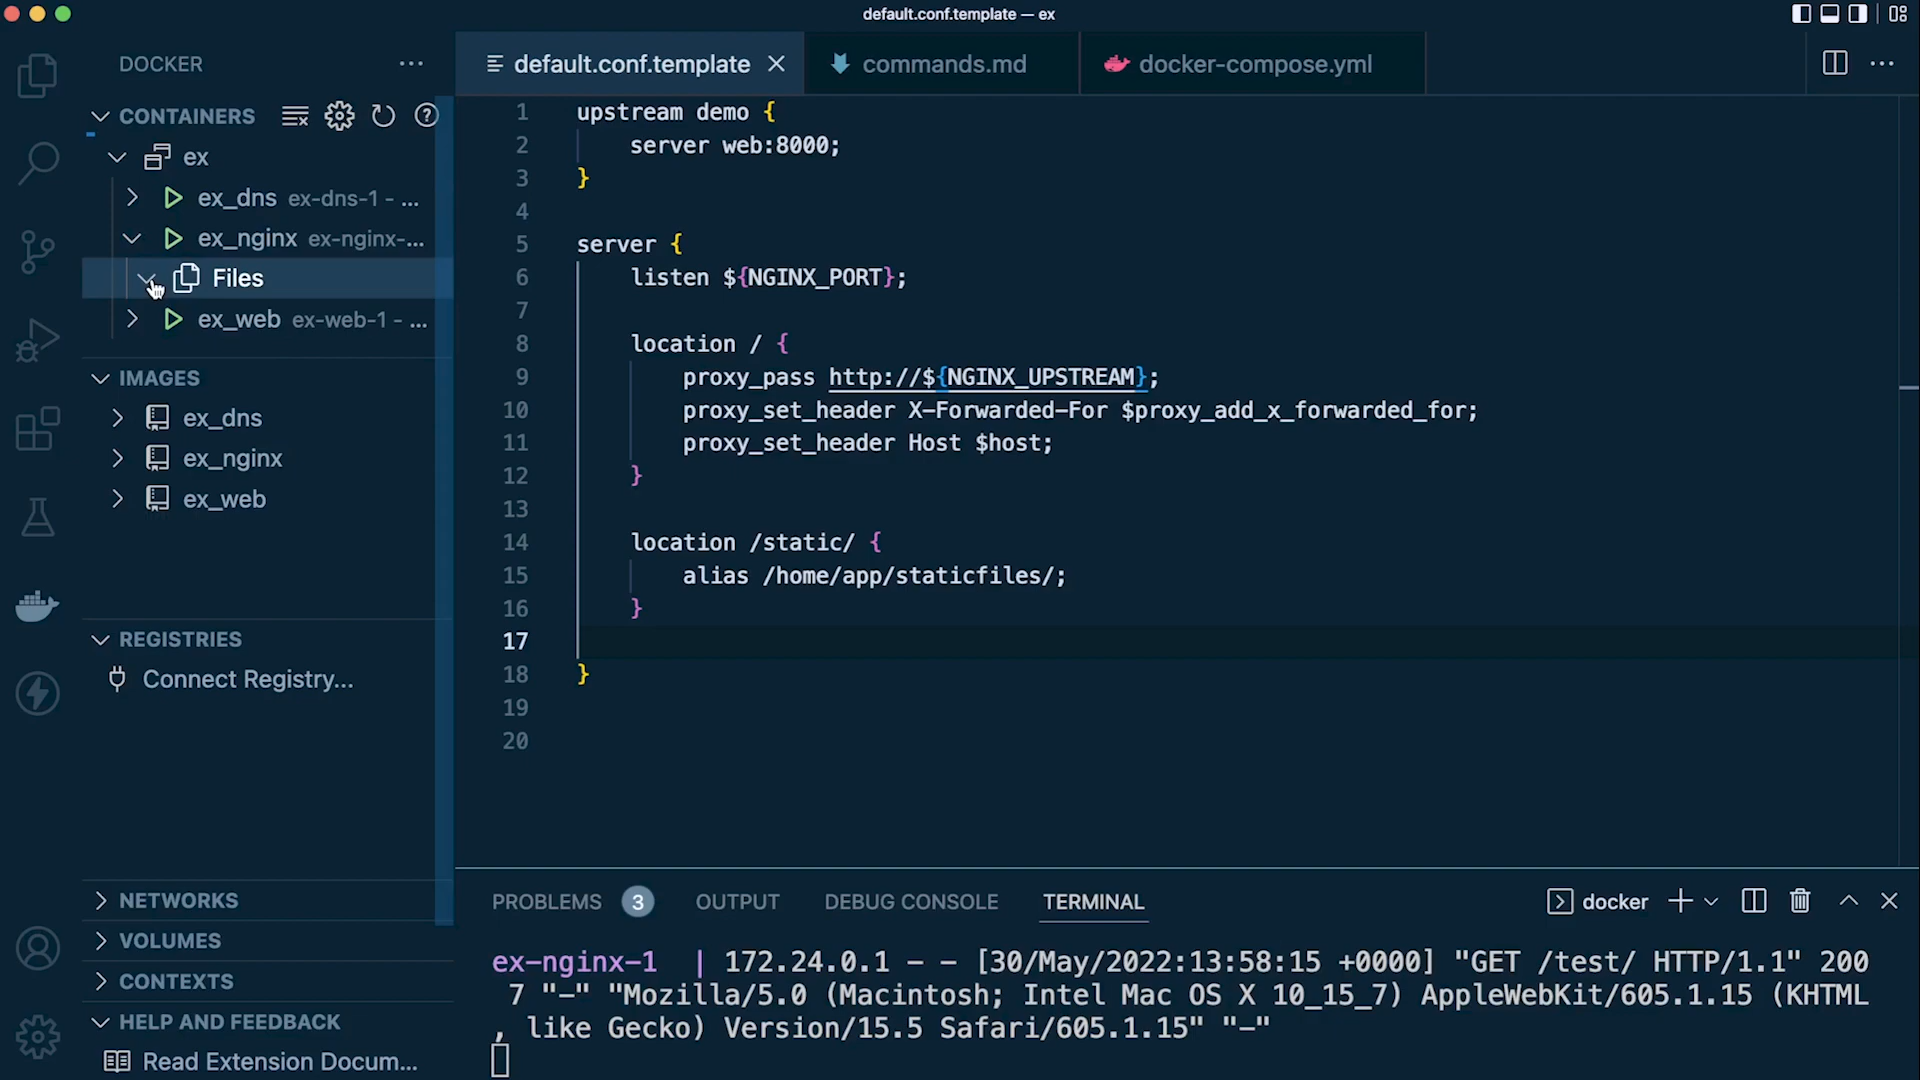 default.conf.template — ex
DOCKER
default.conf.template
commands.md
docker-compose.yml
CONTAINERS
ex
ex_dns ex-dns-1 - ...
ex_nginx ex-nginx-...
Files
ex_web ex-web-1 - ...
IMAGES
ex_dns
ex_nginx
ex_web
REGISTRIES
Connect Registry...
NETWORKS
VOLUMES
CONTEXTS
HELP AND FEEDBACK
Read Extension Docum...
1 upstream demo {
2 server web:8000;
3 }
4
5 server {
6 listen ${NGINX_PORT};
7
8 location / {
9 proxy_pass http://${NGINX_UPSTREAM};
10 proxy_set_header X-Forwarded-For $proxy_add_x_forwarded_for;
11 proxy_set_header Host $host;
12 }
13
14 location /static/ {
15 alias /home/app/staticfiles/;
16 }
17
18 }
19
20
PROBLEMS 3 OUTPUT DEBUG CONSOLE TERMINAL docker
ex-nginx-1 | 172.24.0.1 - - [30/May/2022:13:58:15 +0000] "GET /test/ HTTP/1.1" 200
7 "-" "Mozilla/5.0 (Macintosh; Intel Mac OS X 10_15_7) AppleWebKit/605.1.15 (KHTML
, like Gecko) Version/15.5 Safari/605.1.15" "-"